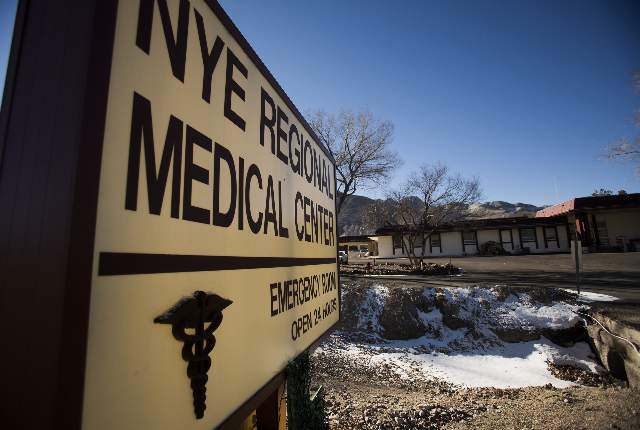 NYE REGIONAL
MEDICAL CENTER
EMERGENCY ROOM
OPEN 24 HOURS